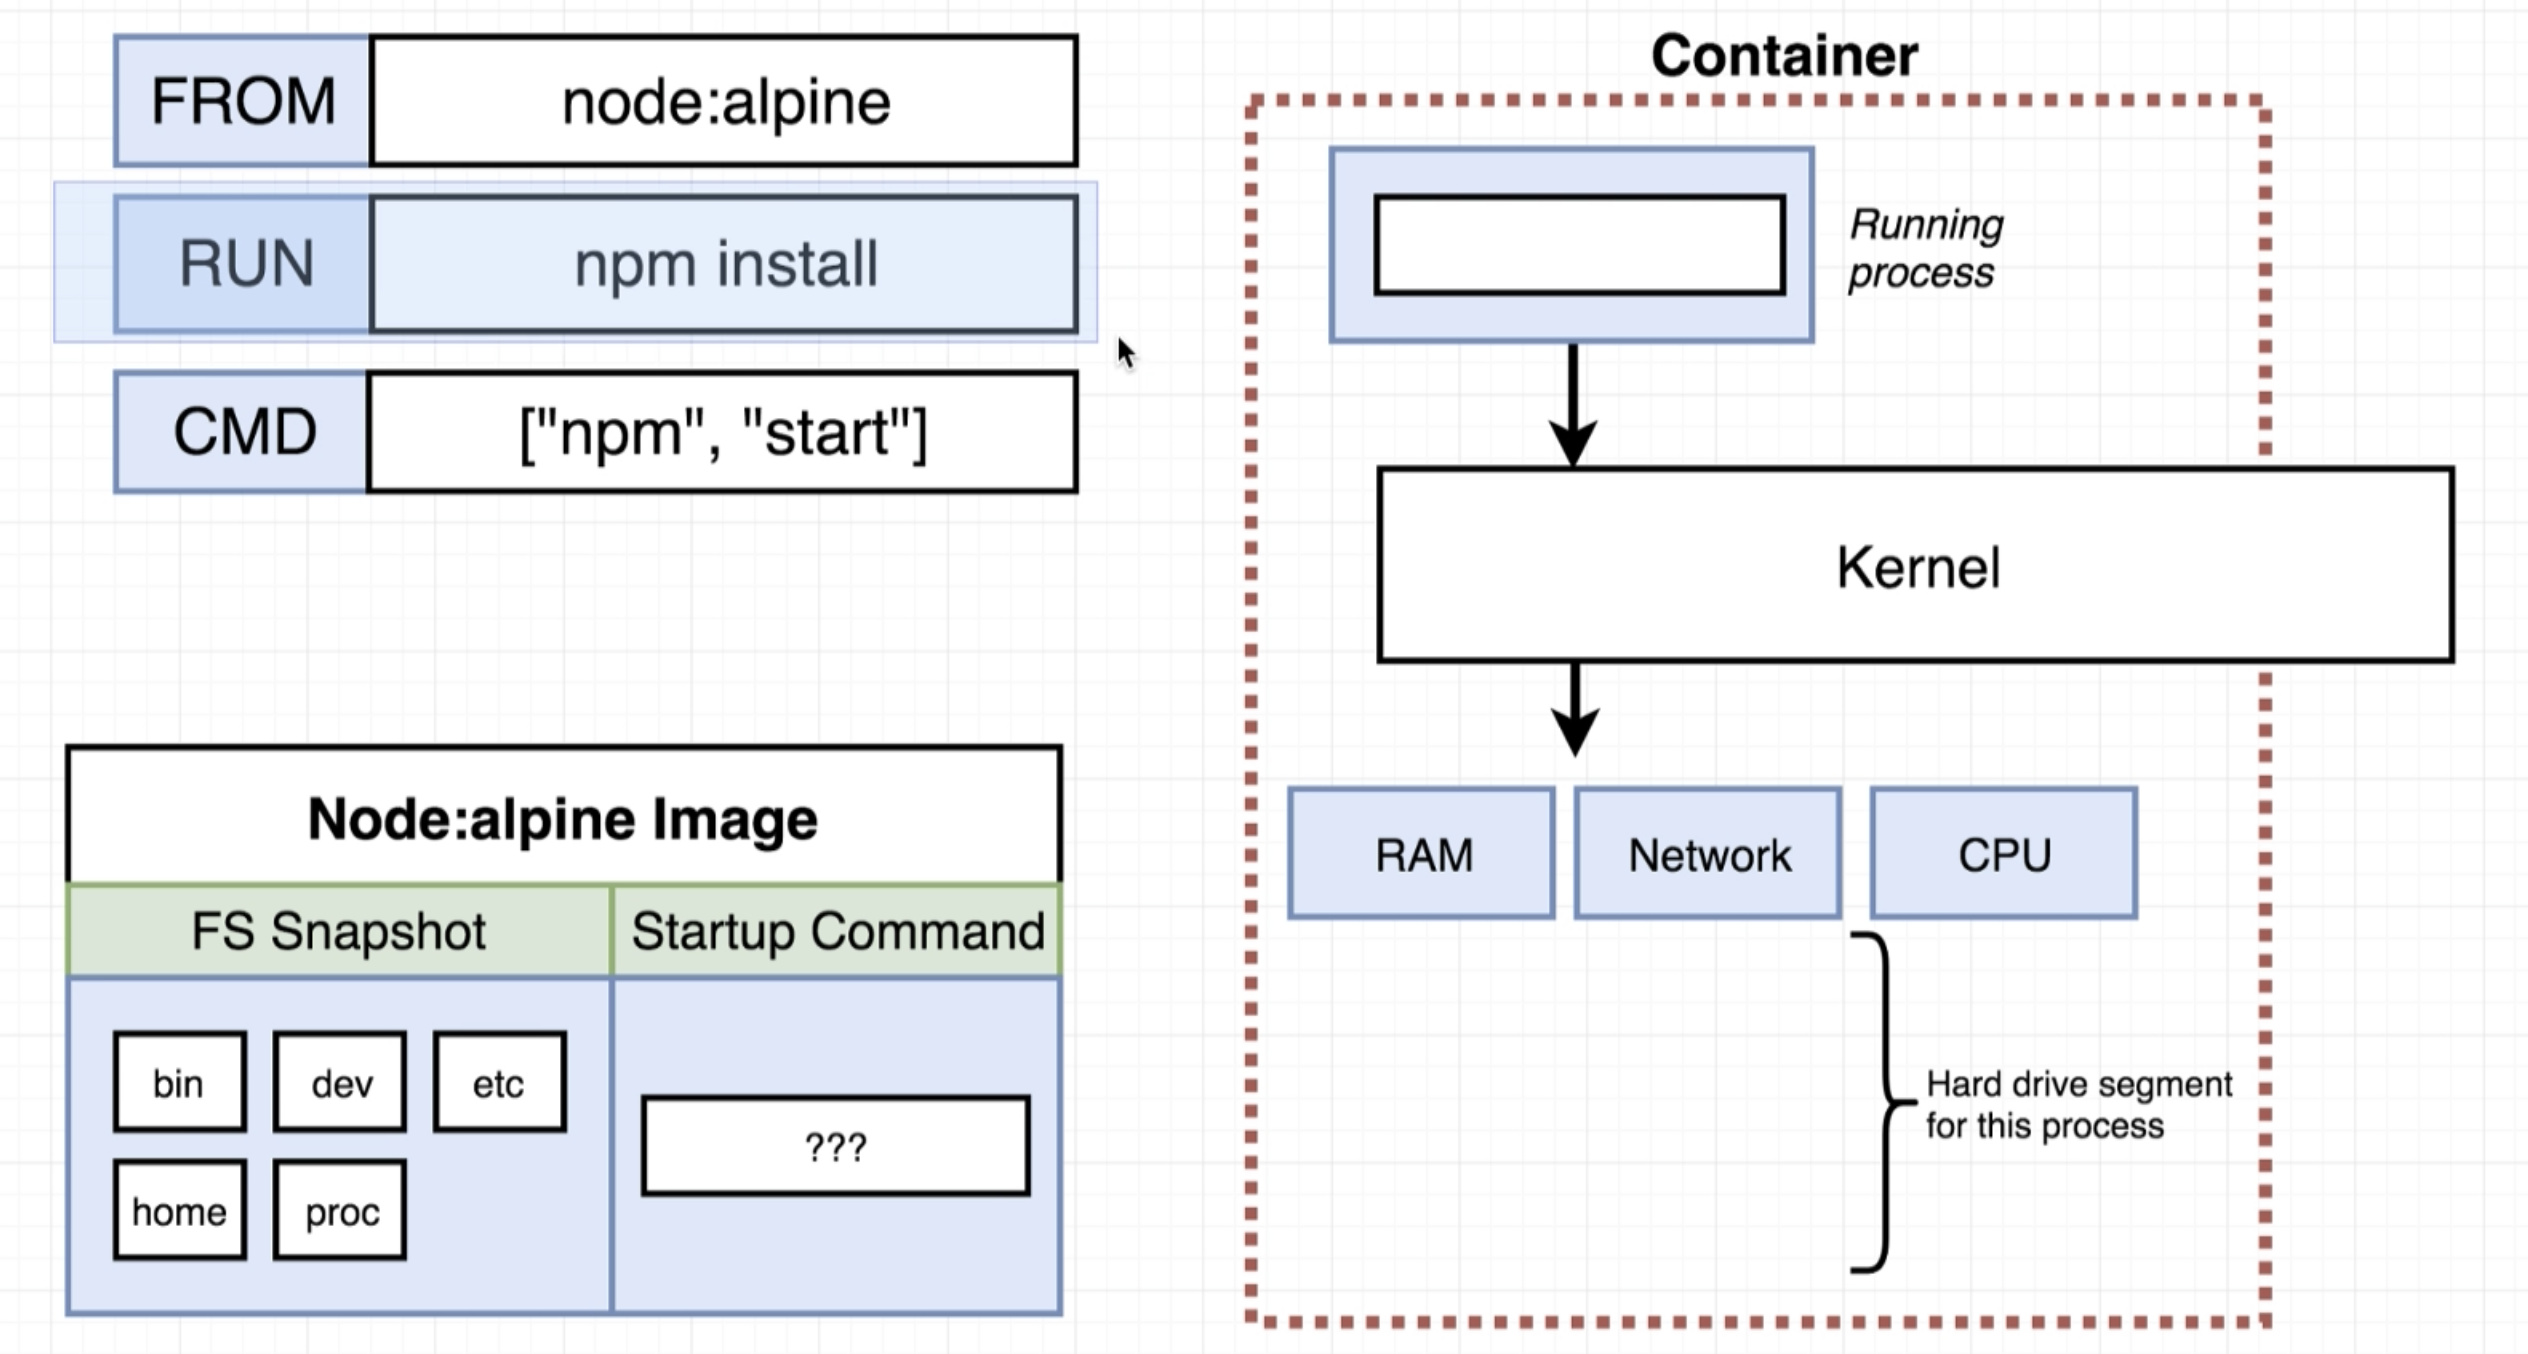 FROM node:alpine
RUN npm install
CMD ["npm", "start"]
Node:alpine Image
FS Snapshot Startup Command
bin dev etc
???
home proc
Container
Running
process
Kernel
RAM Network CPU
Hard drive segment
for this process